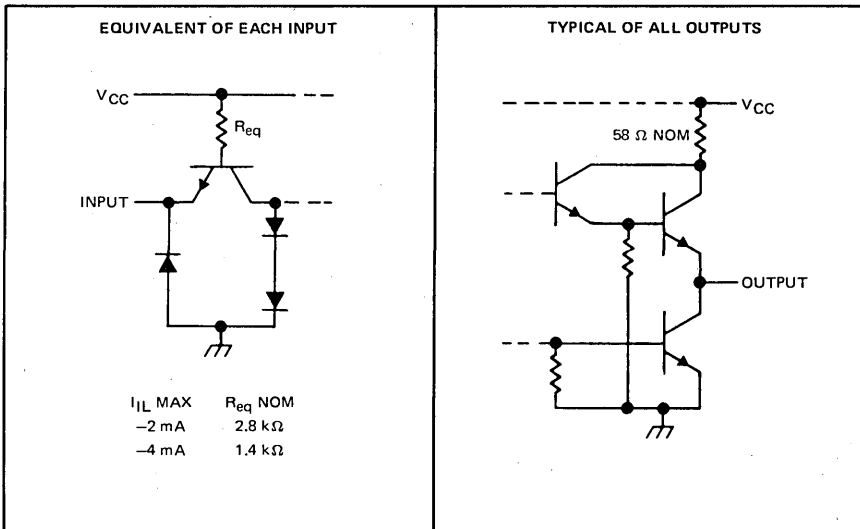 EQUIVALENT OF EACH INPUT
VCC
Req
INPUT
IIL MAX Req NOM
−2 mA 2.8 kΩ
−4 mA 1.4 kΩ
TYPICAL OF ALL OUTPUTS
VCC
58 Ω NOM
OUTPUT